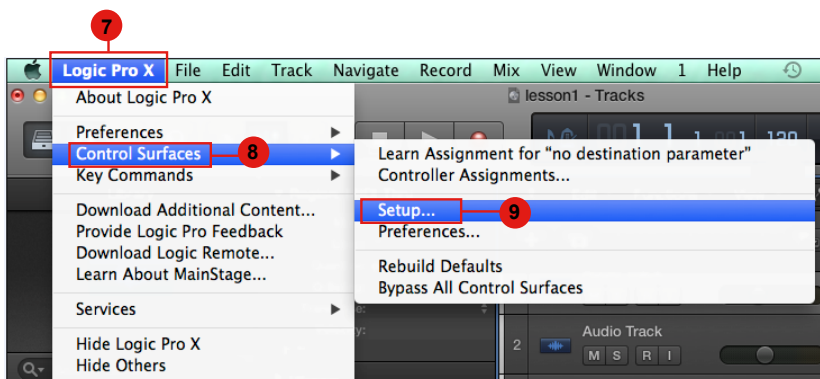 7
Logic Pro X File Edit Track Navigate Record Mix View Window 1 Help
lesson1 - Tracks
About Logic Pro X
Preferences
Control Surfaces
8
Key Commands
Download Additional Content...
Provide Logic Pro Feedback
Download Logic Remote...
Learn About MainStage...
Services
Hide Logic Pro X
Hide Others
Learn Assignment for "no destination parameter"
Controller Assignments...
Setup...
9
Preferences...
Rebuild Defaults
Bypass All Control Surfaces
2
Audio Track
M S R I